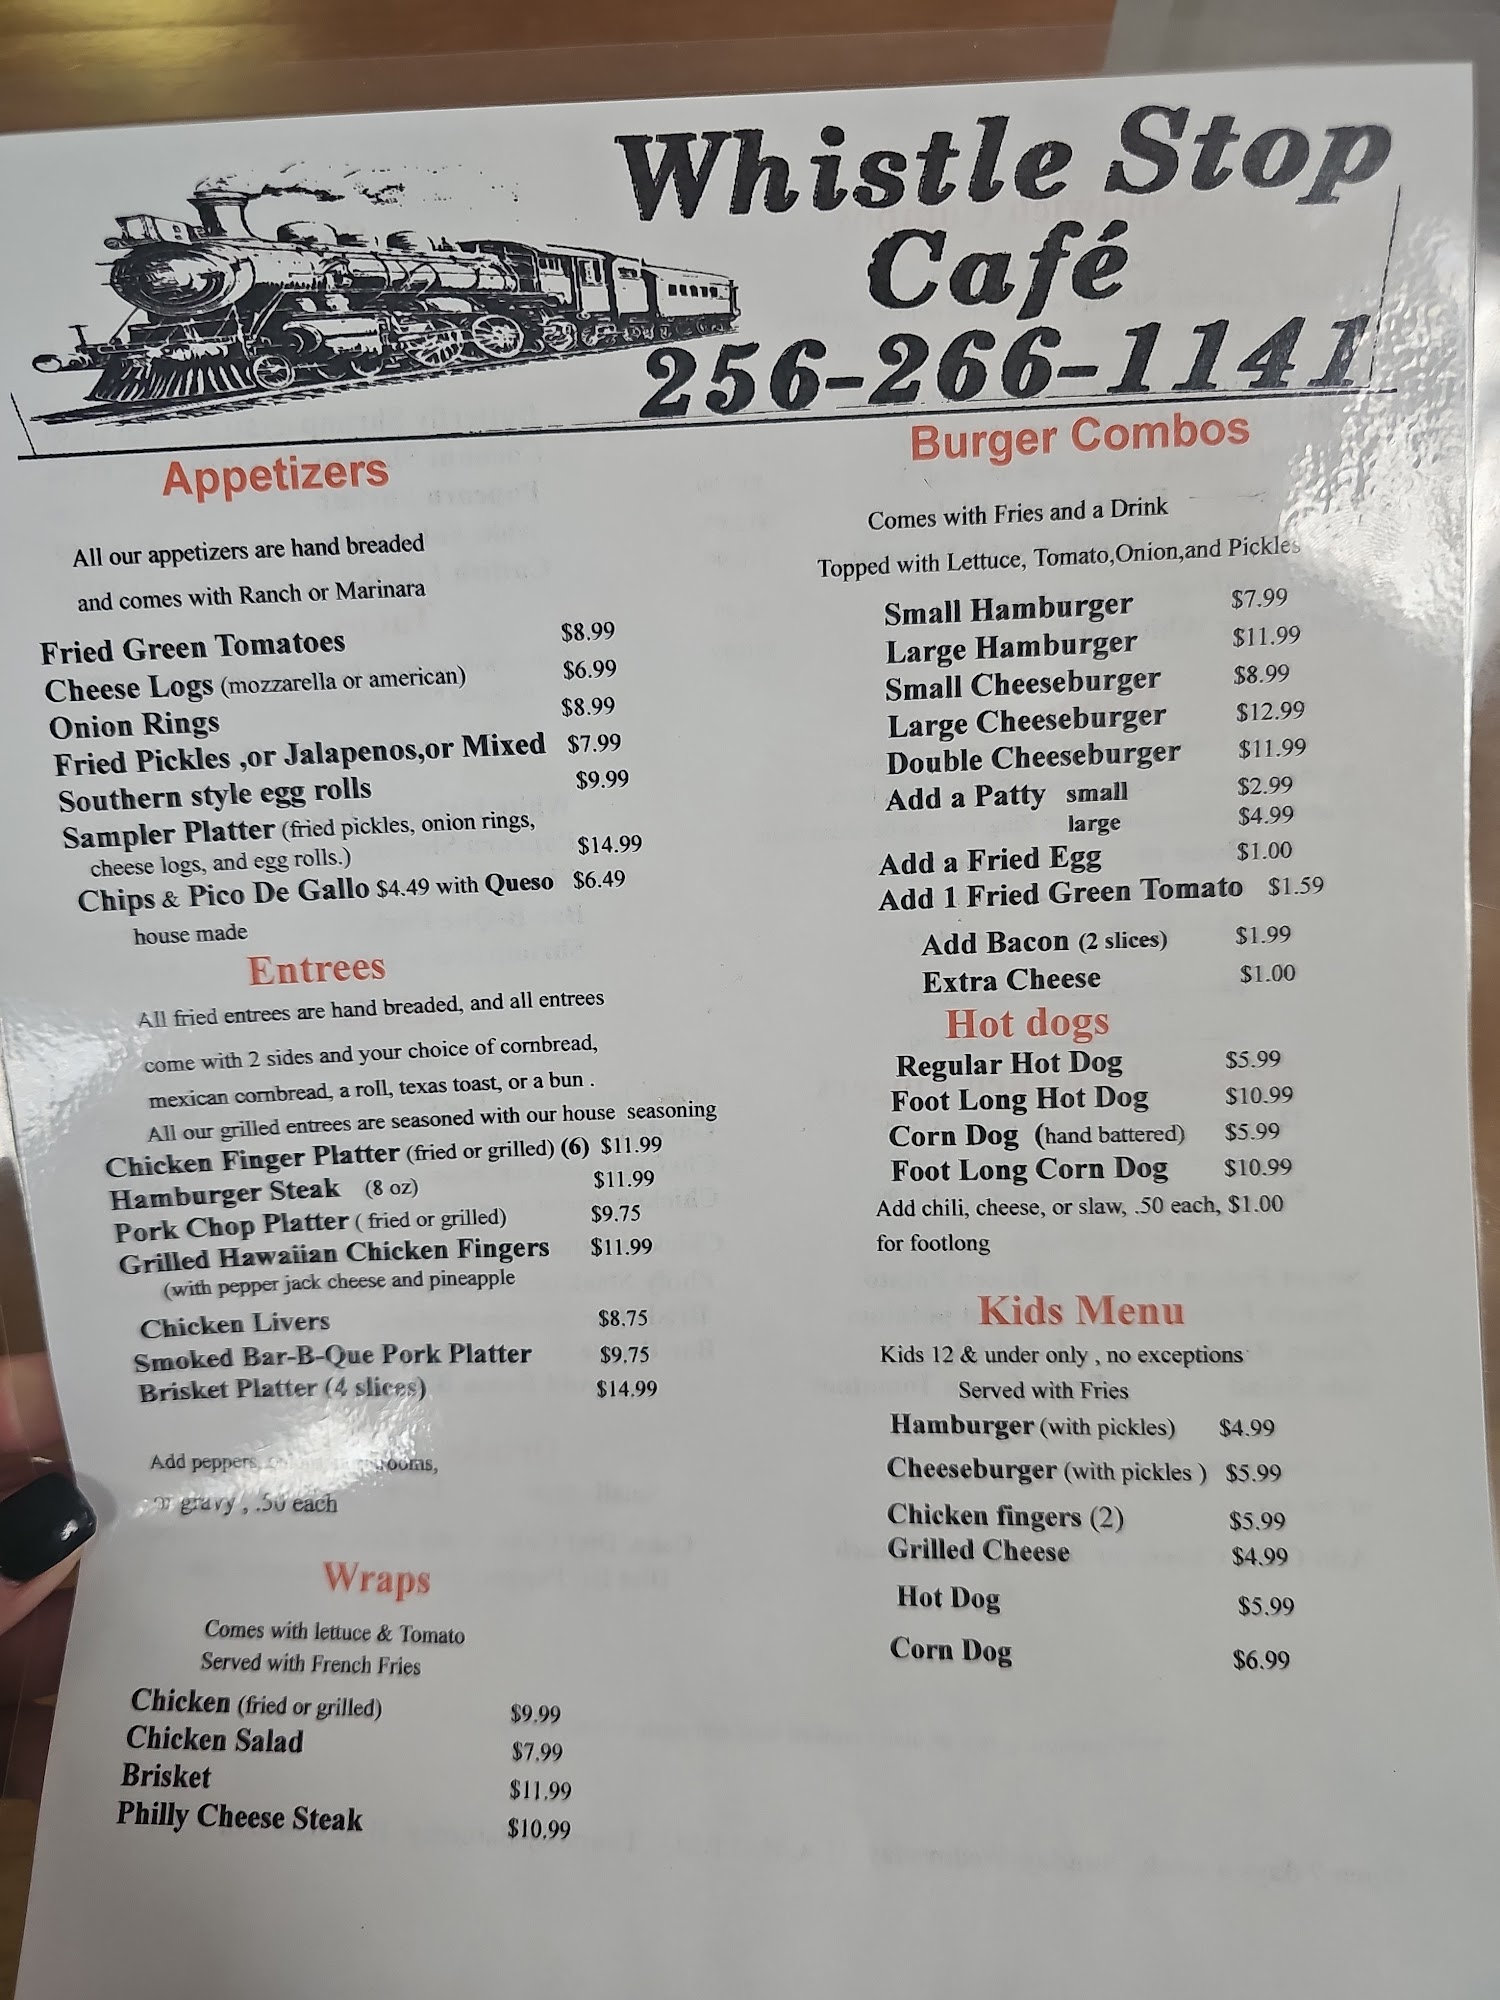 Whistle Stop
Café
256-266-1141
Appetizers
All our appetizers are hand breaded
and comes with Ranch or Marinara
Fried Green Tomatoes $8.99
Cheese Logs (mozzarella or american) $6.99
Onion Rings $8.99
Fried Pickles ,or Jalapenos,or Mixed $7.99
Southern style egg rolls $9.99
Sampler Platter (fried pickles, onion rings,
cheese logs, and egg rolls.) $14.99
Chips & Pico De Gallo $4.49 with Queso $6.49
house made
Entrees
All fried entrees are hand breaded, and all entrees
come with 2 sides and your choice of cornbread,
mexican cornbread, a roll, texas toast, or a bun .
All our grilled entrees are seasoned with our house seasoning
Chicken Finger Platter (fried or grilled) (6) $11.99
Hamburger Steak (8 oz) $11.99
Pork Chop Platter ( fried or grilled) $9.75
Grilled Hawaiian Chicken Fingers $11.99
(with pepper jack cheese and pineapple
Chicken Livers $8.75
Smoked Bar-B-Que Pork Platter $9.75
Brisket Platter (4 slices) $14.99
Add peppers,
or gravy , .50 each
Wraps
Comes with lettuce & Tomato
Served with French Fries
Chicken (fried or grilled) $9.99
Chicken Salad $7.99
Brisket $11.99
Philly Cheese Steak $10.99
Burger Combos
Comes with Fries and a Drink
Topped with Lettuce, Tomato,Onion,and Pickles
Small Hamburger $7.99
Large Hamburger $11.99
Small Cheeseburger $8.99
Large Cheeseburger $12.99
Double Cheeseburger $11.99
Add a Patty small $2.99
large $4.99
Add a Fried Egg $1.00
Add 1 Fried Green Tomato $1.59
Add Bacon (2 slices) $1.99
Extra Cheese $1.00
Hot dogs
Regular Hot Dog $5.99
Foot Long Hot Dog $10.99
Corn Dog (hand battered) $5.99
Foot Long Corn Dog $10.99
Add chili, cheese, or slaw, .50 each, $1.00
for footlong
Kids Menu
Kids 12 & under only , no exceptions
Served with Fries
Hamburger (with pickles) $4.99
Cheeseburger (with pickles ) $5.99
Chicken fingers (2) $5.99
Grilled Cheese $4.99
Hot Dog $5.99
Corn Dog $6.99